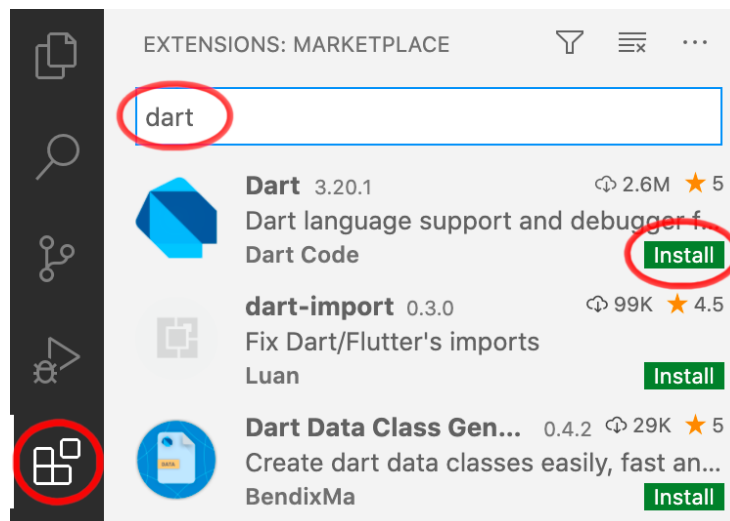 EXTENSIONS: MARKETPLACE
dart
Dart 3.20.1 2.6M 5
Dart language support and debugger f...
Dart Code Install
dart-import 0.3.0 99K 4.5
Fix Dart/Flutter's imports
Luan Install
Dart Data Class Gen... 0.4.2 29K 5
DATA
Create dart data classes easily, fast an...
BendixMa Install